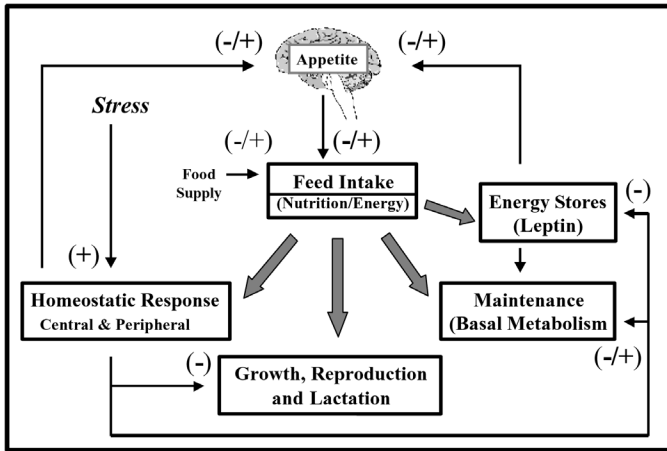 (-/+)
(-/+)
Appetite
Stress
(-/+)
(-/+)
Food
Supply
Feed Intake
(Nutrition/Energy)
Energy Stores
(Leptin)
(-)
(+)
Homeostatic Response
Central & Peripheral
Maintenance
(Basal Metabolism
(-/+)
(-)
Growth, Reproduction
and Lactation